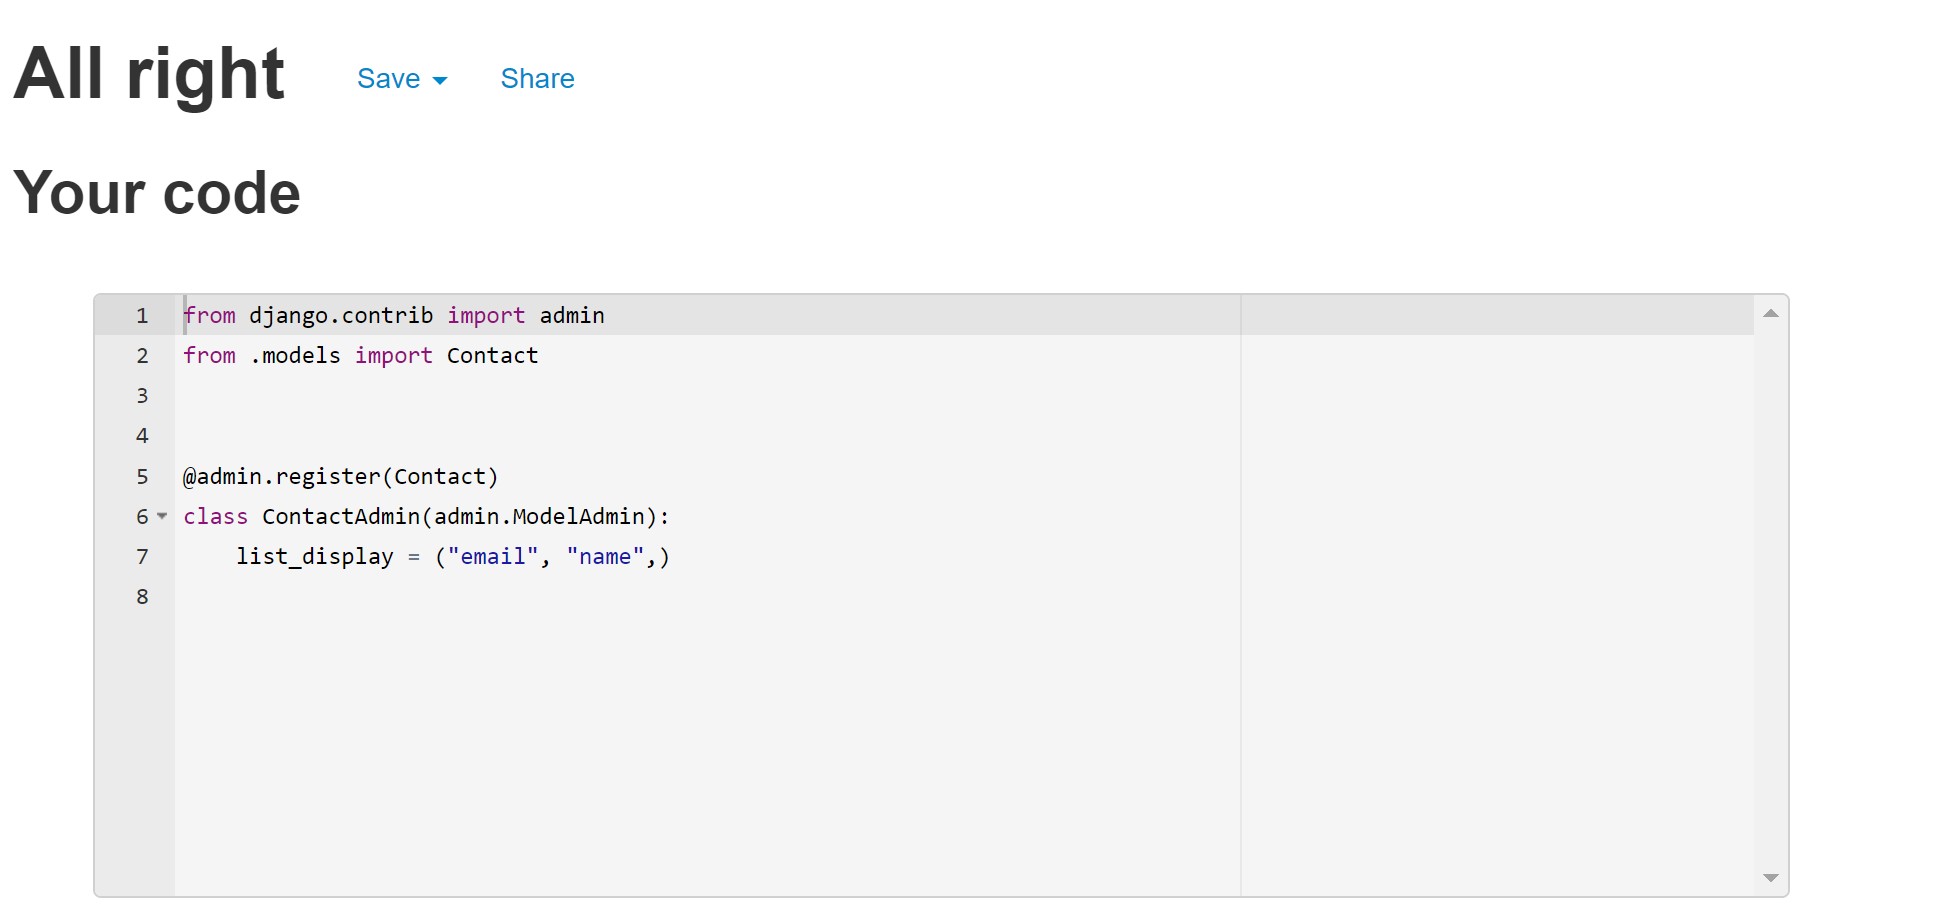 All right Save Share
Your code
1 from django.contrib import admin
2 from .models import Contact
3
4
5 @admin.register(Contact)
6 class ContactAdmin(admin.ModelAdmin):
7     list_display = ("email", "name",)
8